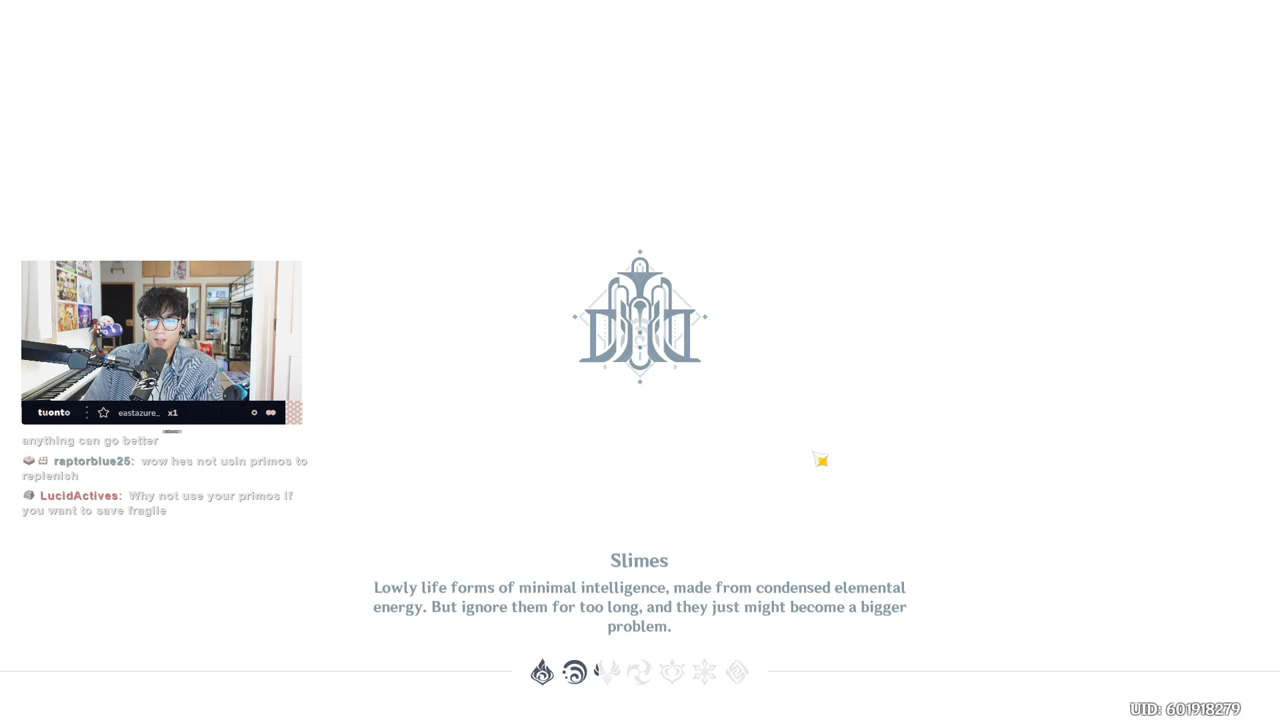 tuonto
eastazure_ x1
anything can go better
raptorblue25: wow hes not usin primos to
replenish
LucidActives: Why not use your primos if
you want to save fragile
Slimes
Lowly life forms of minimal intelligence, made from condensed elemental
energy. But ignore them for too long, and they just might become a bigger
problem.
UID: 601918279